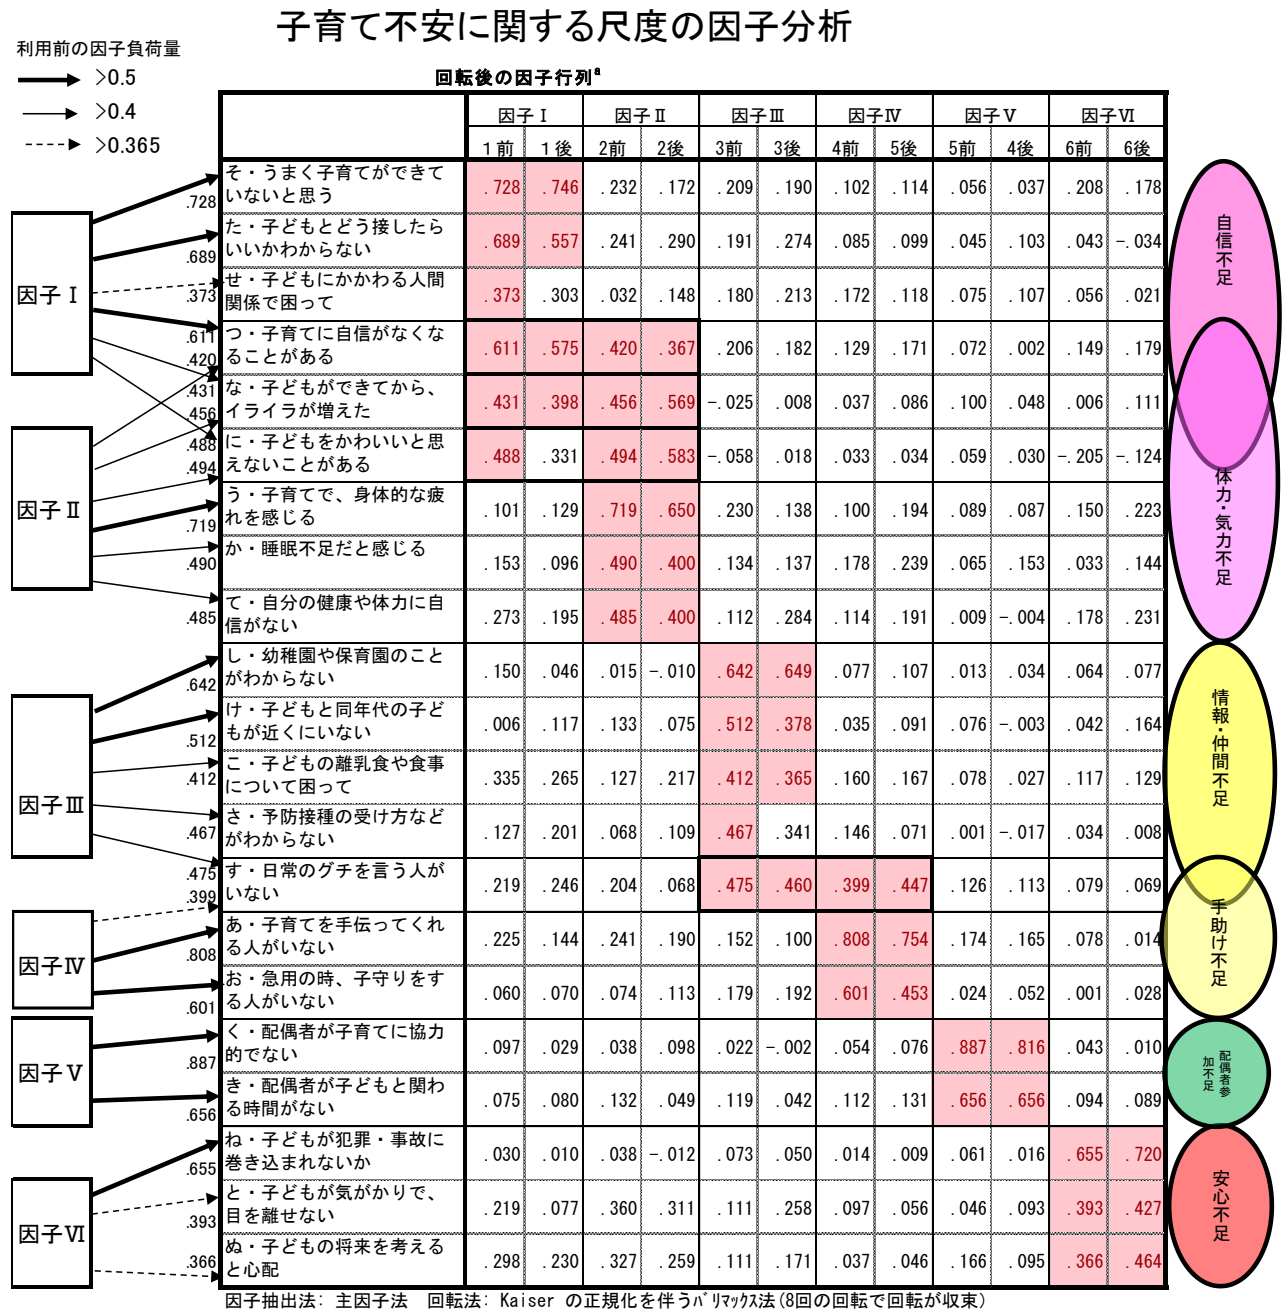 子育て不安に関する尺度の因子分析
利用前の因子負荷量
>0.5
>0.4
>0.365
回転後の因子行列a
因子Ⅰ 因子Ⅱ 因子Ⅲ 因子Ⅳ 因子Ⅴ 因子Ⅵ
1前 1後 2前 2後 3前 3後 4前 5後 5前 4後 6前 6後
そ・うまく子育てができて
いないと思う
.728 .746 .232 .172 .209 .190 .102 .114 .056 .037 .208 .178
た・子どもとどう接したら
いいかわからない
.689 .557 .241 .290 .191 .274 .085 .099 .045 .103 .043 -.034
せ・子どもにかかわる人間
関係で困って
.373 .303 .032 .148 .180 .213 .172 .118 .075 .107 .056 .021
つ・子育てに自信がなくな
ることがある
.611 .575 .420 .367 .206 .182 .129 .171 .072 .002 .149 .179
な・子どもができてから、
イライラが増えた
.431 .398 .456 .569 -.025 .008 .037 .086 .100 .048 .006 .111
に・子どもをかわいいと思
えないことがある
.488 .331 .494 .583 -.058 .018 .033 .034 .059 .030 -.205 -.124
う・子育てで、身体的な疲
れを感じる
.101 .129 .719 .650 .230 .138 .100 .194 .089 .087 .150 .223
か・睡眠不足だと感じる
.153 .096 .490 .400 .134 .137 .178 .239 .065 .153 .033 .144
て・自分の健康や体力に自
信がない
.273 .195 .485 .400 .112 .284 .114 .191 .009 -.004 .178 .231
し・幼稚園や保育園のこと
がわからない
.150 .046 .015 -.010 .642 .649 .077 .107 .013 .034 .064 .077
け・子どもと同年代の子ど
もが近くにいない
.006 .117 .133 .075 .512 .378 .035 .091 .076 -.003 .042 .164
こ・子どもの離乳食や食事
について困って
.335 .265 .127 .217 .412 .365 .160 .167 .078 .027 .117 .129
さ・予防接種の受け方など
がわからない
.127 .201 .068 .109 .467 .341 .146 .071 .001 -.017 .034 .008
す・日常のグチを言う人が
いない
.219 .246 .204 .068 .475 .460 .399 .447 .126 .113 .079 .069
あ・子育てを手伝ってくれ
る人がいない
.225 .144 .241 .190 .152 .100 .808 .754 .174 .165 .078 .014
お・急用の時、子守りをす
る人がいない
.060 .070 .074 .113 .179 .192 .601 .453 .024 .052 .001 .028
く・配偶者が子育てに協力
的でない
.097 .029 .038 .098 .022 -.002 .054 .076 .887 .816 .043 .010
き・配偶者が子どもと関わ
る時間がない
.075 .080 .132 .049 .119 .042 .112 .131 .656 .656 .094 .089
ね・子どもが犯罪・事故に
巻き込まれないか
.030 .010 .038 -.012 .073 .050 .014 .009 .061 .016 .655 .720
と・子どもが気がかりで、
目を離せない
.219 .077 .360 .311 .111 .258 .097 .056 .046 .093 .393 .427
ぬ・子どもの将来を考える
と心配
.298 .230 .327 .259 .111 .171 .037 .046 .166 .095 .366 .464
因子Ⅰ
因子Ⅱ
因子Ⅲ
因子Ⅳ
因子Ⅴ
因子Ⅵ
.728
.689
.373
.611
.420
.431
.456
.488
.494
.719
.490
.485
.642
.512
.412
.467
.475
.399
.808
.601
.887
.656
.655
.393
.366
自信不足
体力・気力不足
情報・仲間不足
手助け不足
配偶者参
加不足
安心不足
因子抽出法: 主因子法 回転法: Kaiser の正規化を伴うバリマックス法(8回の回転で回転が収束)